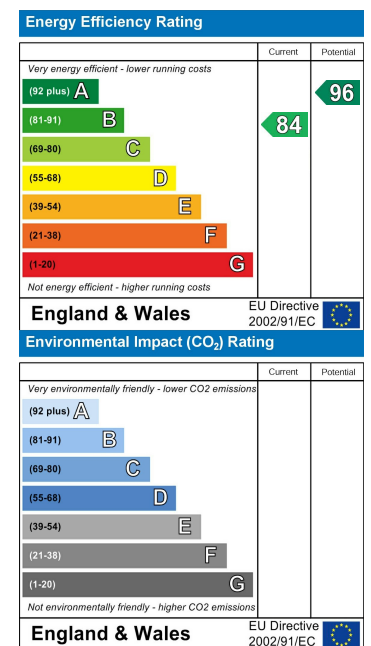 Energy Efficiency Rating
Current Potential
Very energy efficient - lower running costs
(92 plus) A
96
(81-91) B
84
(69-80) C
(55-68) D
(39-54) E
(21-38) F
(1-20) G
Not energy efficient - higher running costs
England & Wales
EU Directive
2002/91/EC
Environmental Impact (CO₂) Rating
Current Potential
Very environmentally friendly - lower CO2 emissions
(92 plus) A
(81-91) B
(69-80) C
(55-68) D
(39-54) E
(21-38) F
(1-20) G
Not environmentally friendly - higher CO2 emissions
England & Wales
EU Directive
2002/91/EC